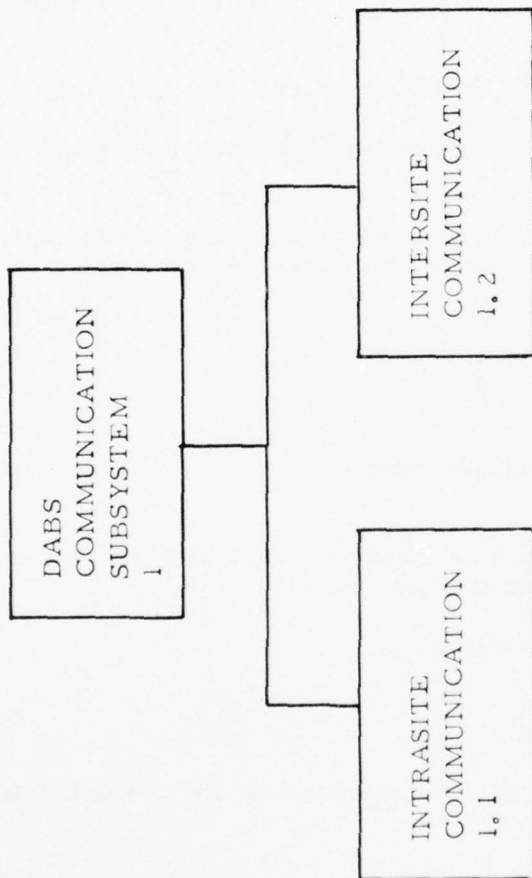 DABS
COMMUNICATION
SUBSYSTEM
1
INTRASITE
COMMUNICATION
1.1
INTERSITE
COMMUNICATION
1.2